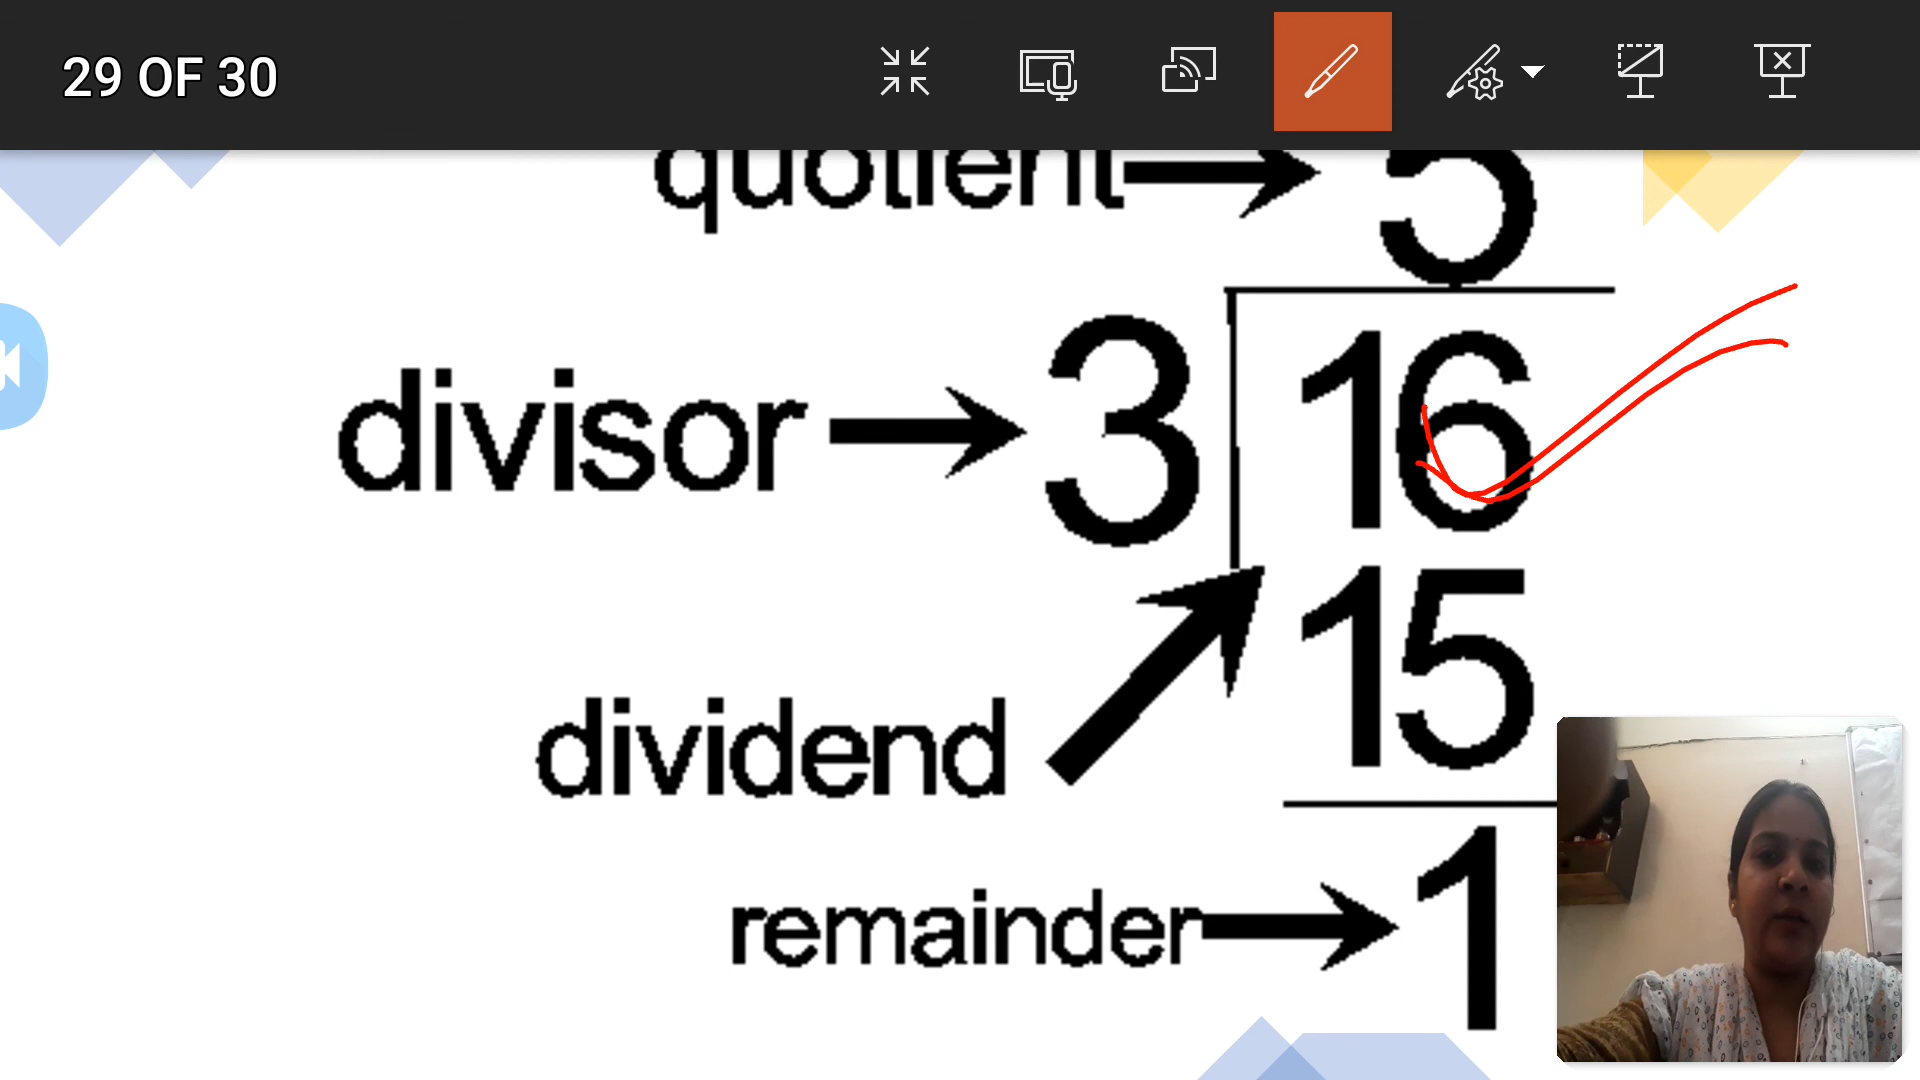 29 OF 30
quotient 5
divisor 3 16
15
dividend
remainder 1